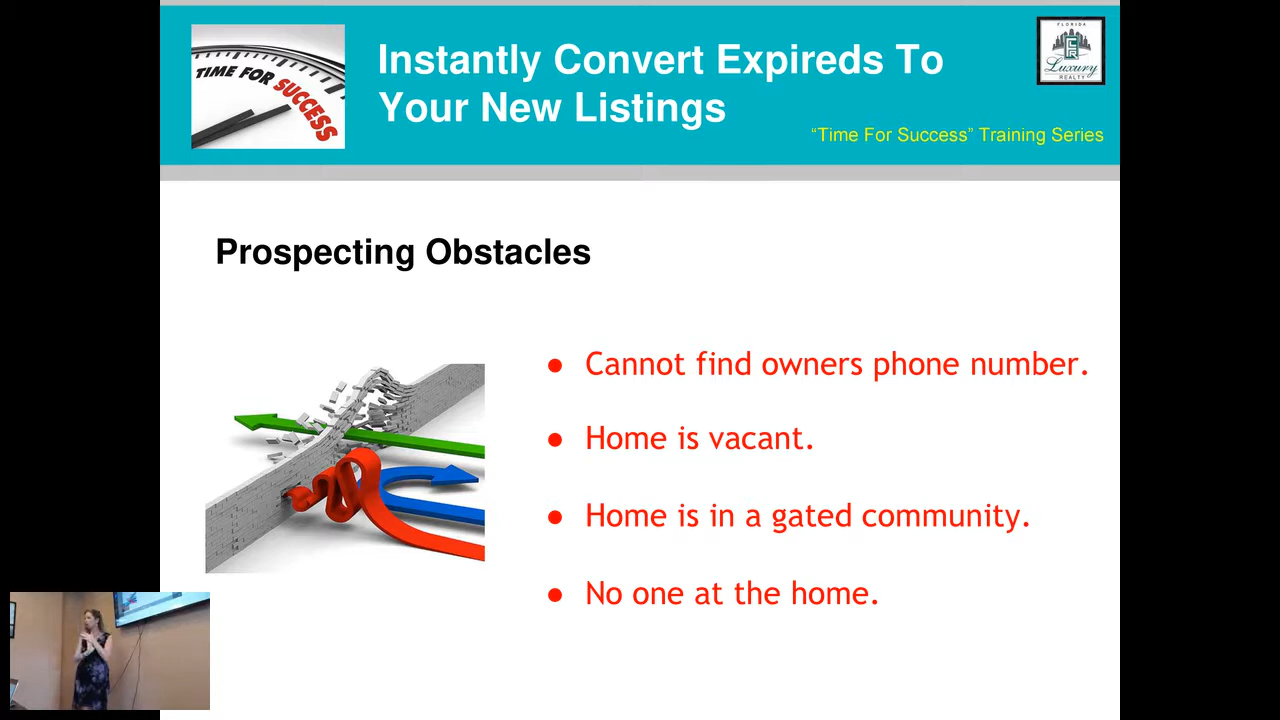 TIME FOR SUCCESS
Instantly Convert Expireds To
Your New Listings
FLORIDA
Luxury
REALTY
“Time For Success” Training Series
Prospecting Obstacles
● Cannot find owners phone number.
● Home is vacant.
● Home is in a gated community.
● No one at the home.